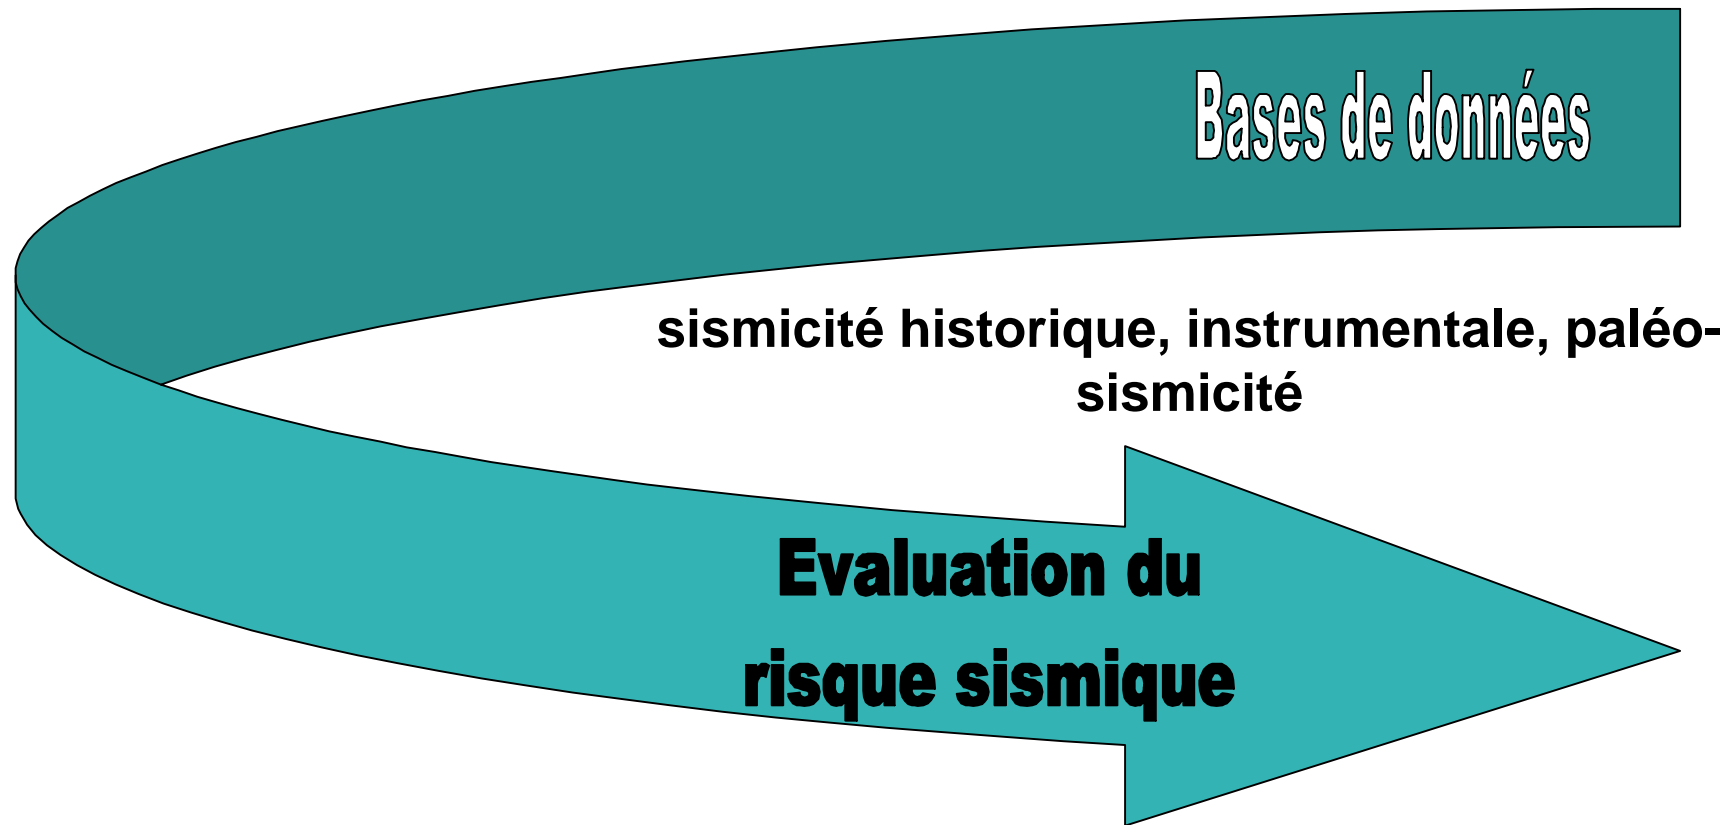 Bases de données
sismicité historique, instrumentale, paléo-
sismicité
Evaluation du
risque sismique